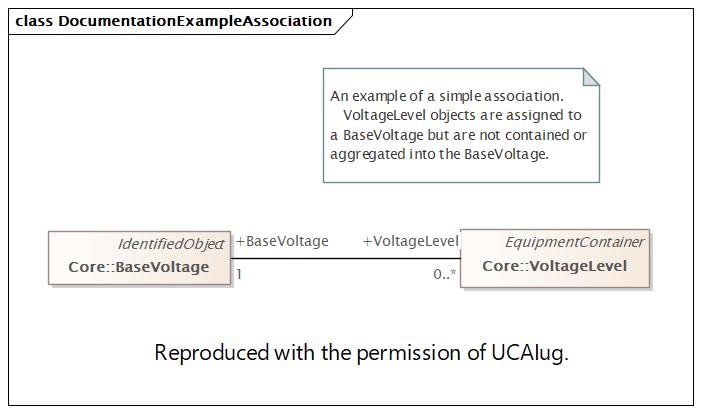 class DocumentationExampleAssociation
An example of a simple association.
VoltageLevel objects are assigned to
a BaseVoltage but are not contained or
aggregated into the BaseVoltage.
IdentifiedObject
Core::BaseVoltage
+BaseVoltage
1
+VoltageLevel
0..*
EquipmentContainer
Core::VoltageLevel
Reproduced with the permission of UCAIug.